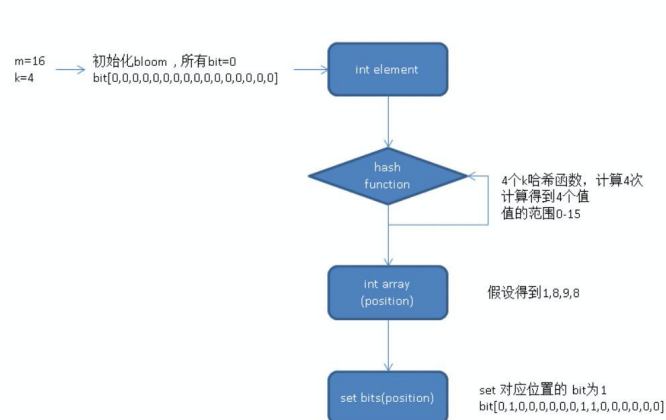 m=16
k=4
初始化bloom , 所有bit=0
bit[0,0,0,0,0,0,0,0,0,0,0,0,0,0,0,0]
int element
hash
function
4个k哈希函数，计算4次
计算得到4个值
值的范围0-15
int array
(position)
假设得到1,8,9,8
set bits(position)
set 对应位置的 bit为1
bit[0,1,0,0,0,0,0,0,1,1,0,0,0,0,0,0]